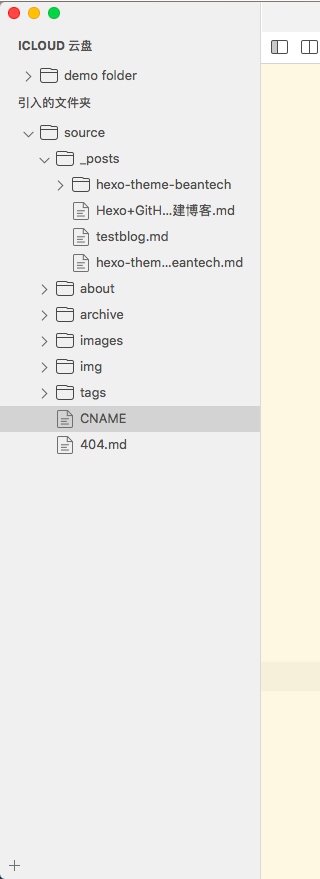 ICLOUD 云盘
demo folder
引入的文件夹
source
_posts
hexo-theme-beantech
Hexo+GitH...建博客.md
testblog.md
hexo-them...eantech.md
about
archive
images
img
tags
CNAME
404.md